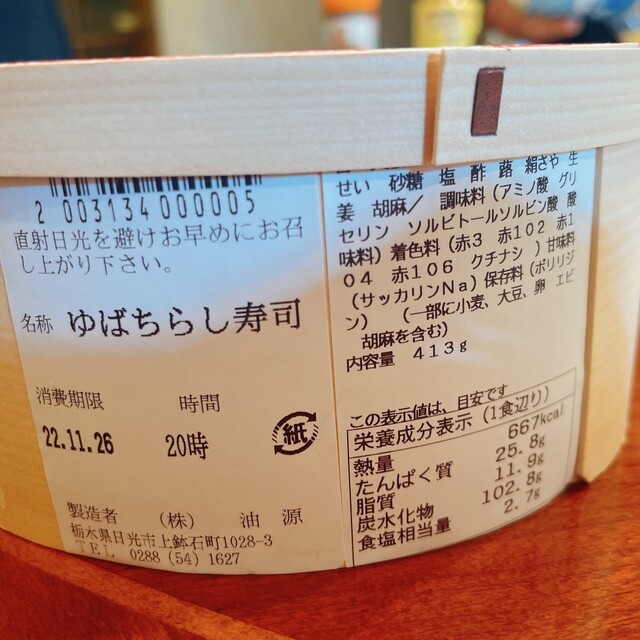 2 003134 000005
直射日光を避けお早めにお召
し上がり下さい。
名称 ゆばちらし寿司
消費期限 時間
22.11.26 20時
紙
製造者 (株) 油源
栃木県日光市上鉢石町1028-3
TEL 0288 (54) 1627
せい 砂糖 塩 酢 蕗 絹さや 生
姜 胡麻/ 調味料(アミノ酸 グリ
セリン ソルビトールソルビン酸 酸
味料)着色料(赤3 赤102 赤1
04 赤106 クチナシ)甘味料
(サッカリンNa)保存料(ポリリジ
ン) (一部に小麦、大豆、卵 エビ
胡麻を含む)
内容量 413g
この表示値は、目安です
栄養成分表示(1食辺り)
熱量 667kcal
たんぱく質 25.8g
脂質 11.9g
炭水化物 102.8g
食塩相当量 2.7g